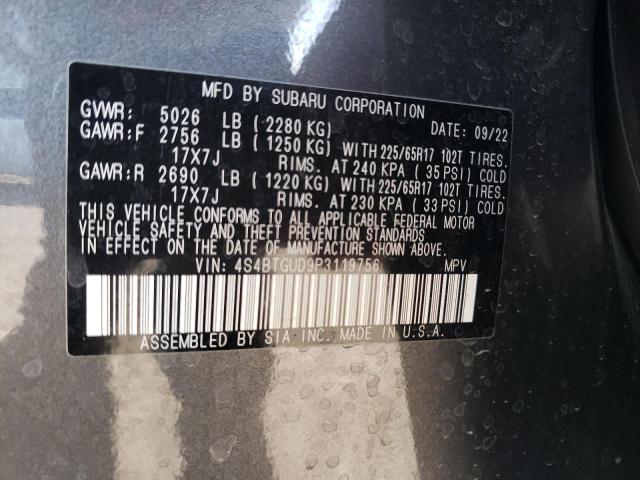 MFD BY SUBARU CORPORATION
GVWR: 5026 LB (2280 KG) DATE: 09/22
GAWR:F 2756 LB (1250 KG) WITH 225/65R17 102T TIRES.
17X7J RIMS. AT 240 KPA (35 PSI) COLD
GAWR:R 2690 LB (1220 KG) WITH 225/65R17 102T TIRES.
17X7J RIMS. AT 230 KPA (33 PSI) COLD
THIS VEHICLE CONFORMS TO ALL APPLICABLE FEDERAL MOTOR
VEHICLE SAFETY AND THEFT PREVENTION STANDARDS
IN EFFECT ON THE DATE OF MANUFACTURE SHOWN ABOVE.
VIN: 4S4BTGUD9P3119756 MPV
ASSEMBLED BY SIA INC. MADE IN U.S.A.